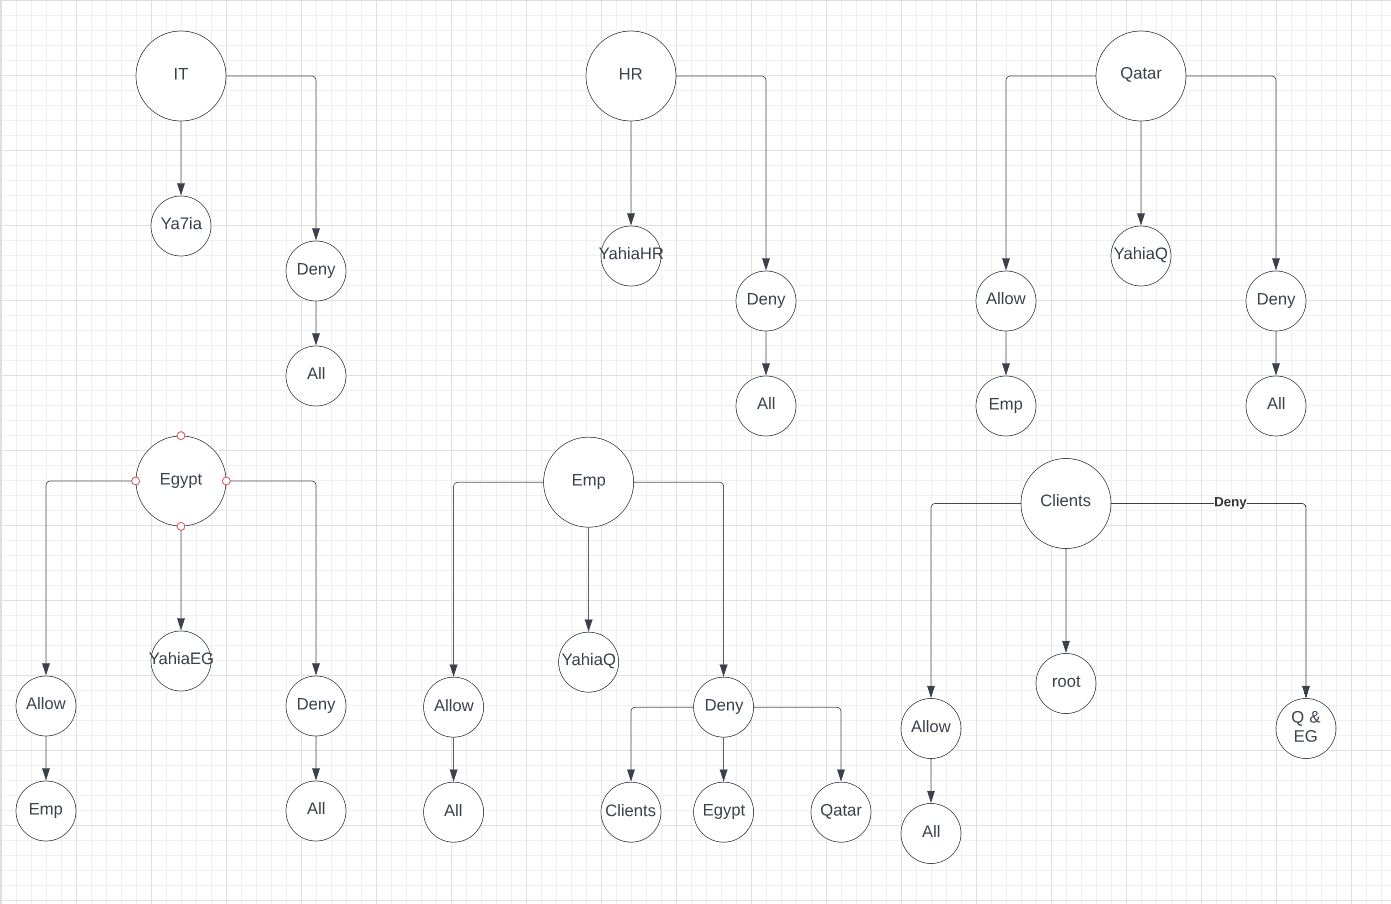 IT
HR
Qatar
Ya7ia
YahiaHR
YahiaQ
Deny
Deny
Allow
Deny
All
All
Emp
All
Egypt
Emp
Clients
Deny
YahiaEG
YahiaQ
root
Allow
Deny
Allow
Deny
Allow
Q &
EG
Emp
All
All
Clients
Egypt
Qatar
All